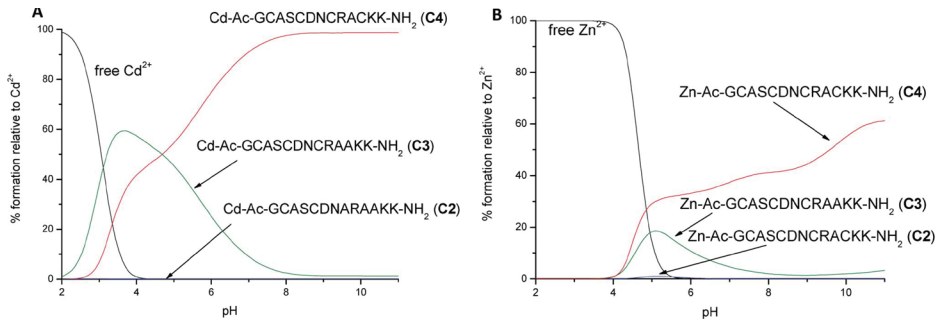 A
Cd-Ac-GCASCDNCRACKK-NH2 (C4)
free Cd2+
Cd-Ac-GCASCDNCRAAKK-NH2 (C3)
Cd-Ac-GCASCDNARAAKK-NH2 (C2)
% formation relative to Cd2+
100
80
60
40
20
0
2 4 6 8 10
pH
B
free Zn2+
Zn-Ac-GCASCDNCRACKK-NH2 (C4)
Zn-Ac-GCASCDNCRAAKK-NH2 (C3)
Zn-Ac-GCASCDNCRACKK-NH2 (C2)
% formation relative to Zn2+
100
80
60
40
20
0
2 4 6 8 10
pH